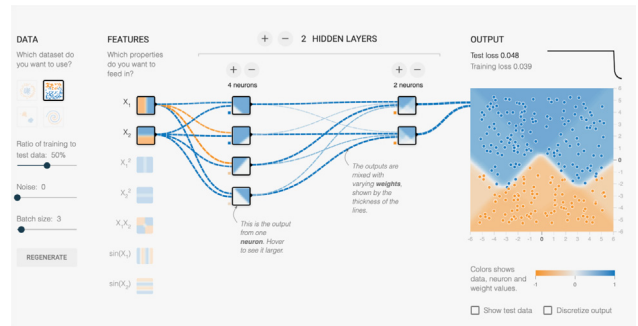 DATA
Which dataset do
you want to use?
Ratio of training to
test data: 50%
Noise: 0
Batch size: 3
REGENERATE
FEATURES
Which properties
do you want to
feed in?
X₁
X₂
X₁²
X₂²
X₁X₂
sin(X₁)
sin(X₂)
+ − 2 HIDDEN LAYERS
+ −
4 neurons
+ −
2 neurons
This is the output
from one
neuron. Hover
to see it larger.
The outputs are
mixed with
varying weights,
shown by the
thickness of the
lines.
OUTPUT
Test loss 0.048
Training loss 0.039
6
5
4
3
2
1
0
-1
-2
-3
-4
-5
-6
-6 -5 -4 -3 -2 -1 0 1 2 3 4 5 6
Colors shows
data, neuron and
weight values.
-1 0 1
Show test data
Discretize output